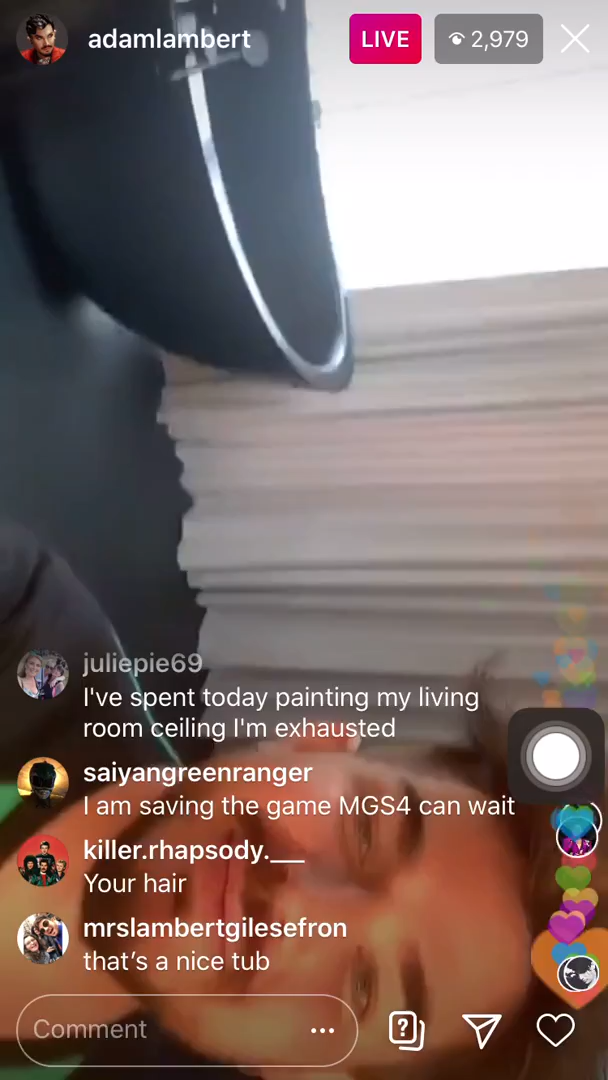 adamlambert
LIVE
2,979
juliepie69
I've spent today painting my living
room ceiling I'm exhausted
saiyangreenranger
I am saving the game MGS4 can wait
killer.rhapsody.___
Your hair
mrslambertgilesefron
that’s a nice tub
Comment